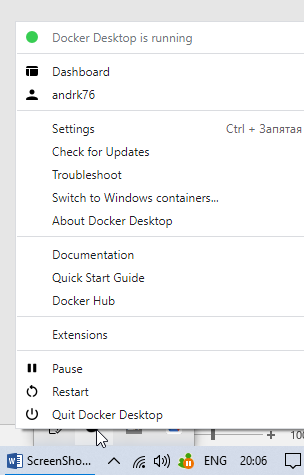 Docker Desktop is running
Dashboard
andrk76
Settings Ctrl + Запятая
Check for Updates
Troubleshoot
Switch to Windows containers...
About Docker Desktop
Documentation
Quick Start Guide
Docker Hub
Extensions
Pause
Restart
Quit Docker Desktop
100
ScreenSho... ENG 20:06